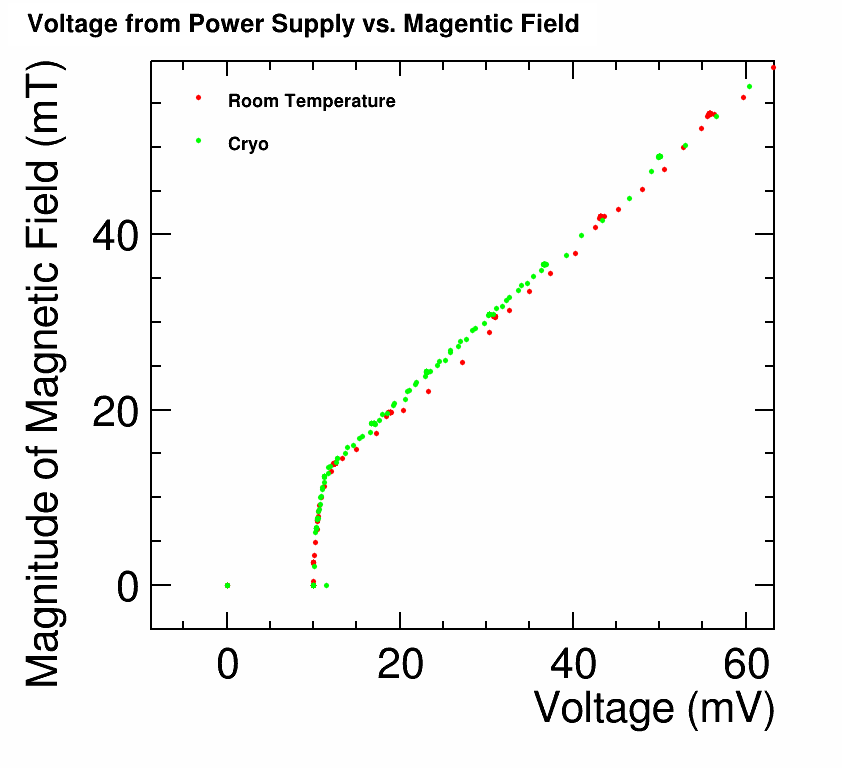 Voltage from Power Supply vs. Magentic Field
Magnitude of Magnetic Field (mT)
Room Temperature
Cryo
40
20
0
0 20 40 60
Voltage (mV)